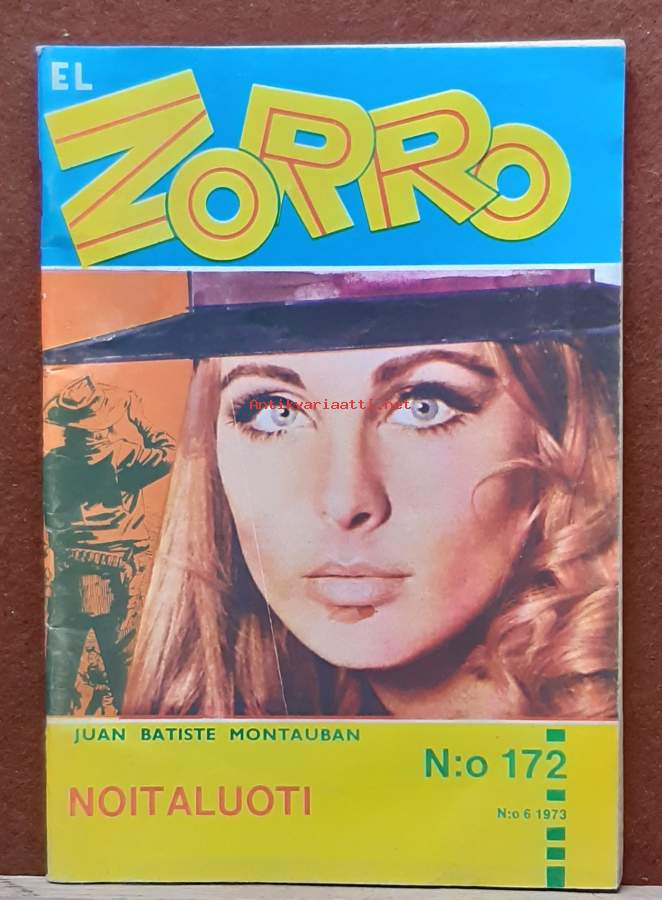 EL
ZORRO
Antikvariaatti.net
JUAN BATISTE MONTAUBAN
N:o 172
NOITALUOTI
N:o 6 1973